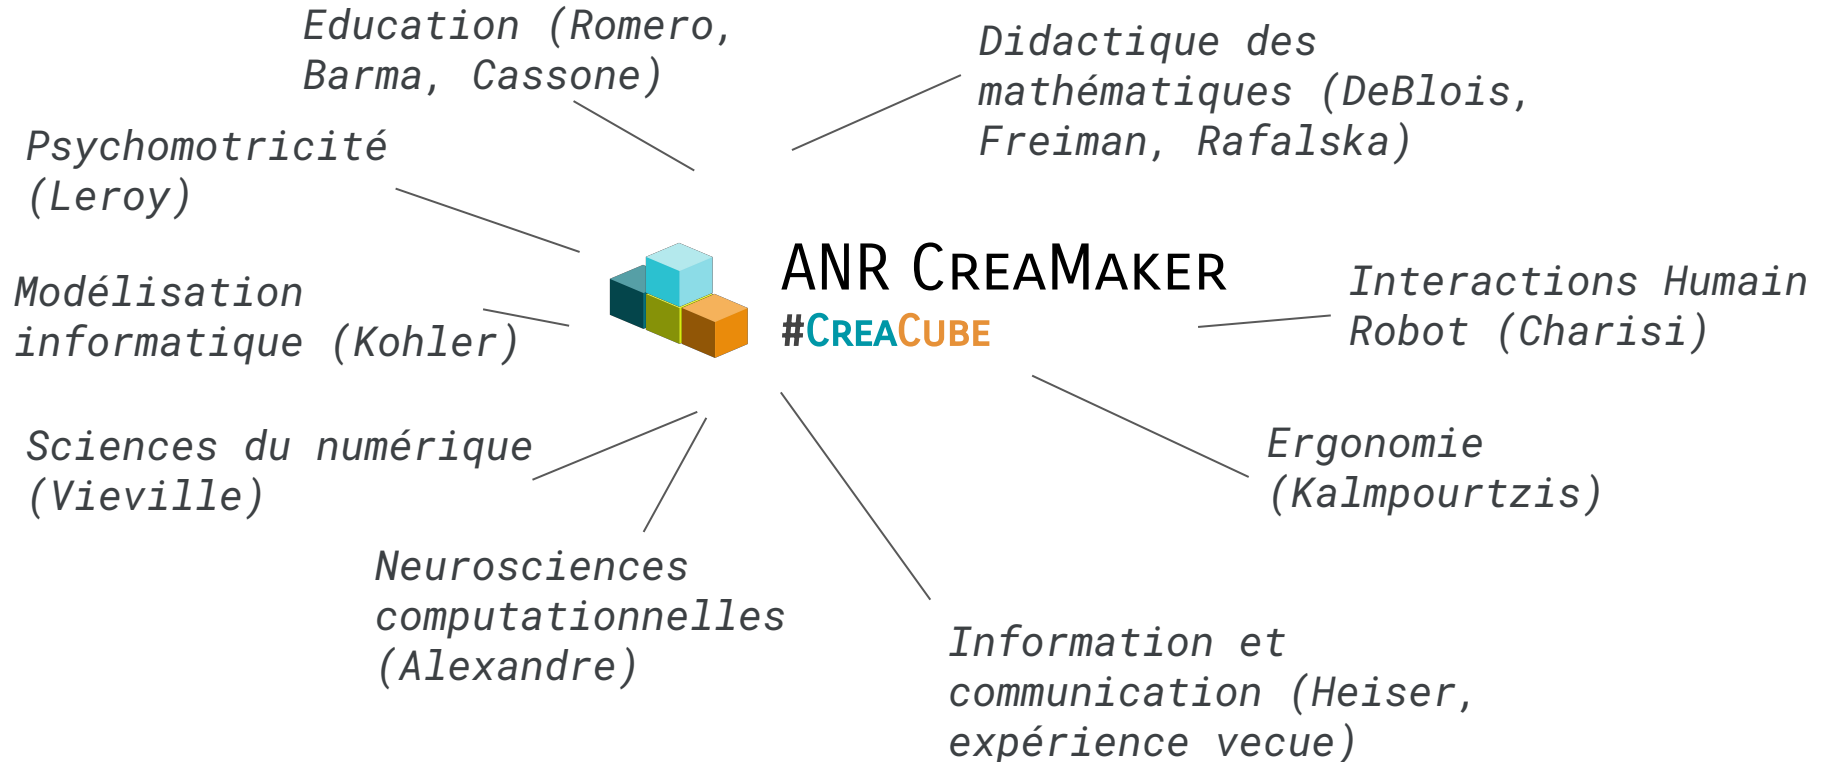 Education (Romero,
Barma, Cassone)
Didactique des
mathématiques (DeBlois,
Freiman, Rafalska)
Psychomotricité
(Leroy)
ANR CREAMAKER
#CREACUBE
Modélisation
informatique (Kohler)
Interactions Humain
Robot (Charisi)
Sciences du numérique
(Vieville)
Ergonomie
(Kalmpourtzis)
Neurosciences
computationnelles
(Alexandre)
Information et
communication (Heiser,
expérience vecue)